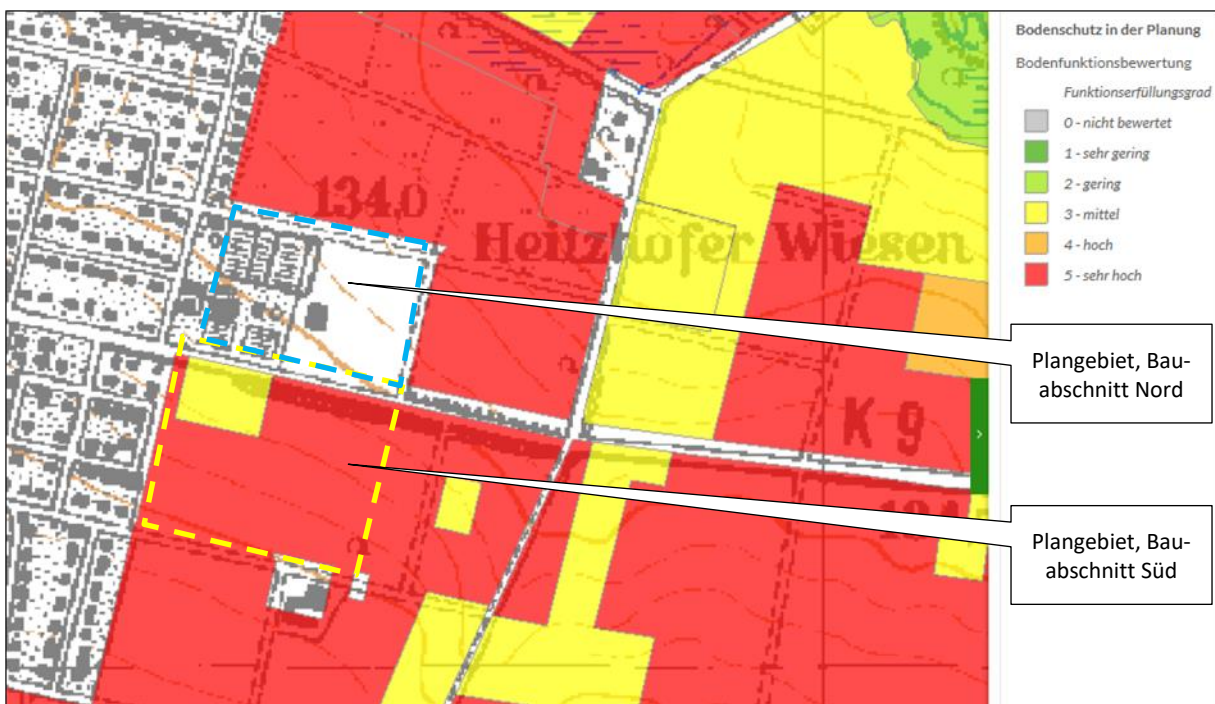 134,0
Heitzhofer Wiesen
K 9
Bodenschutz in der Planung
Bodenfunktionsbewertung
Funktionserfüllungsgrad
0 - nicht bewertet
1 - sehr gering
2 - gering
3 - mittel
4 - hoch
5 - sehr hoch
Plangebiet, Bau-
abschnitt Nord
Plangebiet, Bau-
abschnitt Süd